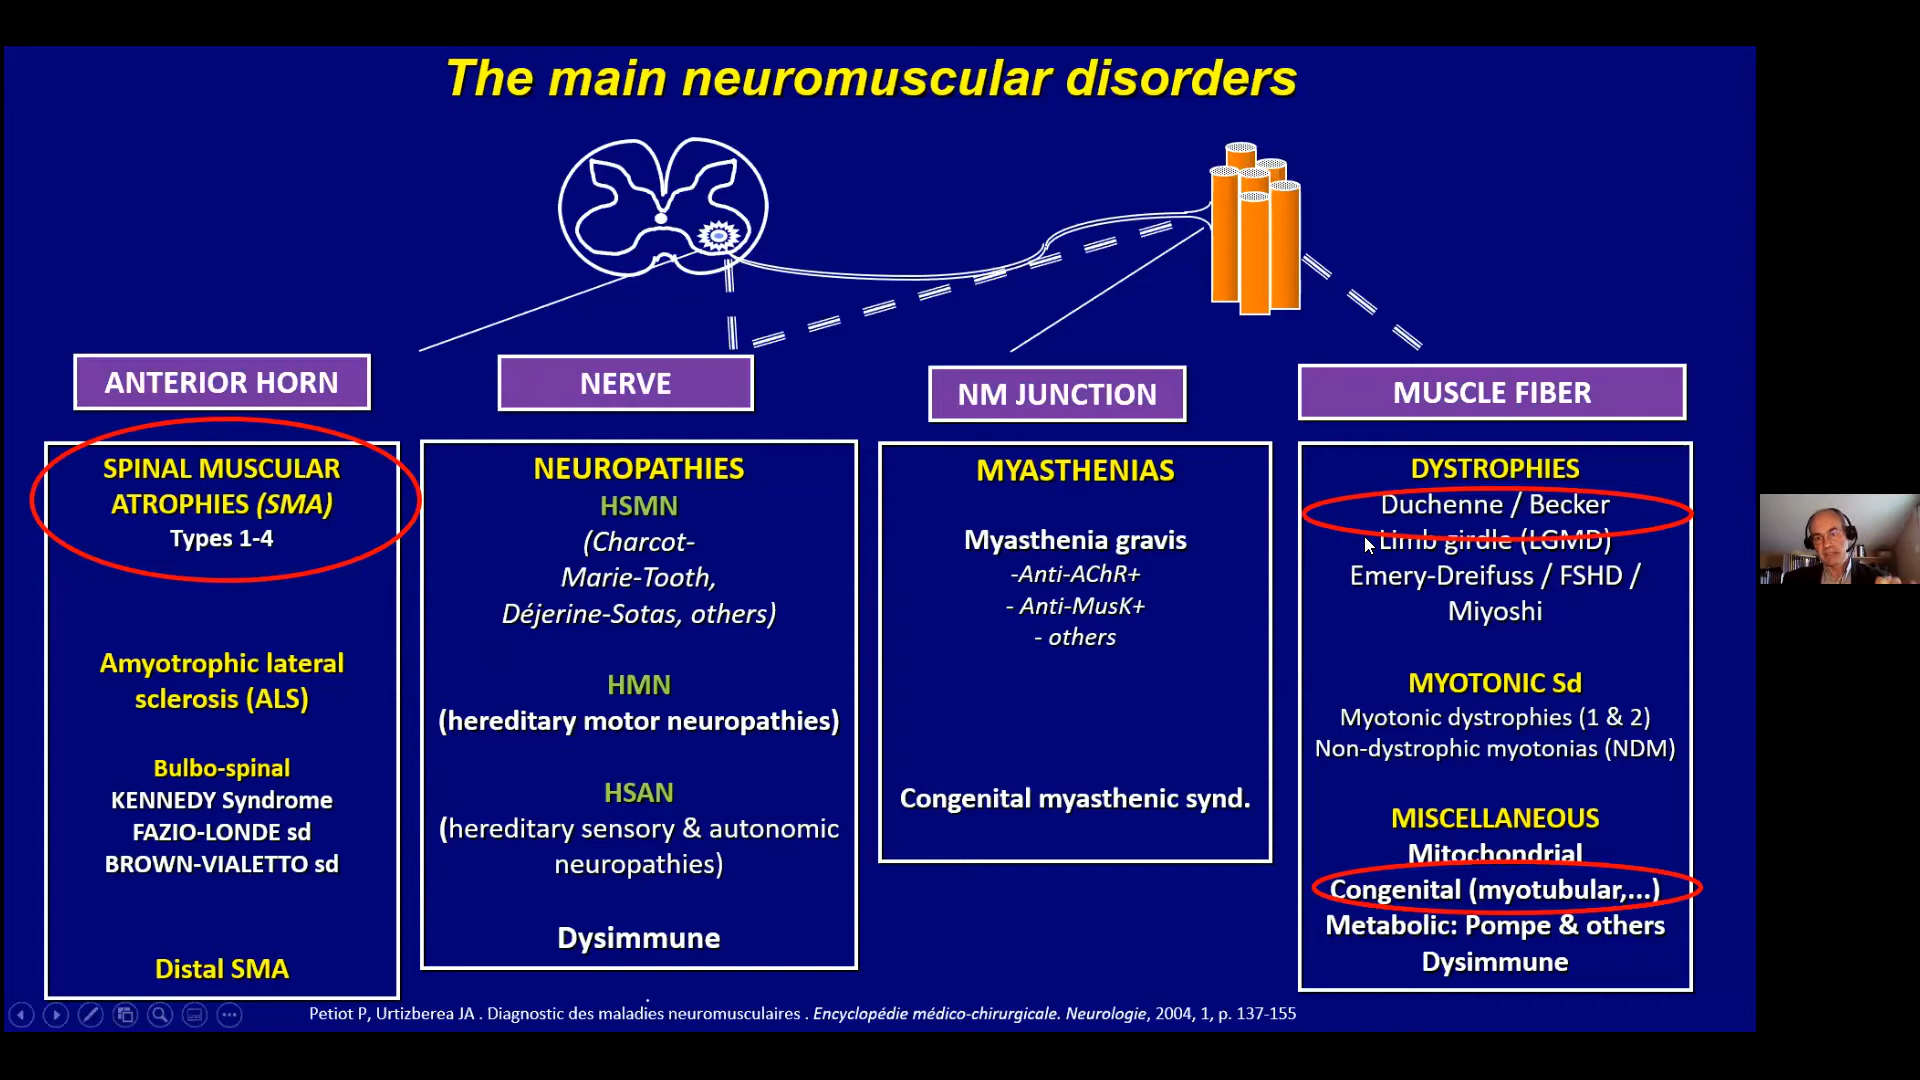 The main neuromuscular disorders
ANTERIOR HORN
SPINAL MUSCULAR
ATROPHIES (SMA)
Types 1-4
Amyotrophic lateral
sclerosis (ALS)
Bulbo-spinal
KENNEDY Syndrome
FAZIO-LONDE sd
BROWN-VIALETTO sd
Distal SMA
NERVE
NEUROPATHIES
HSMN
(Charcot-
Marie-Tooth,
Déjerine-Sotas, others)
HMN
(hereditary motor neuropathies)
HSAN
(hereditary sensory & autonomic
neuropathies)
Dysimmune
NM JUNCTION
MYASTHENIAS
Myasthenia gravis
-Anti-AChR+
- Anti-MusK+
- others
Congenital myasthenic synd.
MUSCLE FIBER
DYSTROPHIES
Duchenne / Becker
Limb girdle (LGMD)
Emery-Dreifuss / FSHD /
Miyoshi
MYOTONIC Sd
Myotonic dystrophies (1 & 2)
Non-dystrophic myotonias (NDM)
MISCELLANEOUS
Mitochondrial
Congenital (myotubular,...)
Metabolic: Pompe & others
Dysimmune
Petiot P, Urtizberea JA . Diagnostic des maladies neuromusculaires . Encyclopédie médico-chirurgicale. Neurologie, 2004, 1, p. 137-155